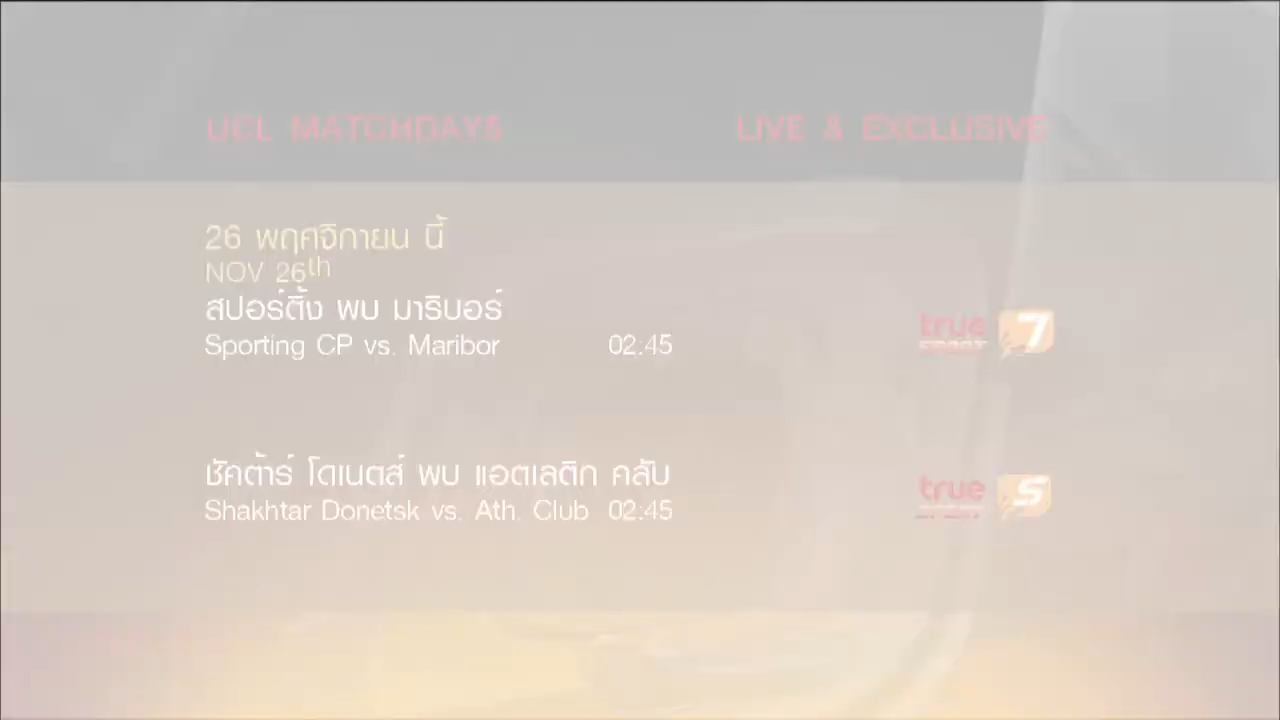 UCL MATCHDAY5
LIVE & EXCLUSIVE
26 พฤศจิกายน นี้
NOV 26th
สปอร์ติ้ง พบ มาริบอร์
Sporting CP vs. Maribor 02:45
true SPORT 7
ชัคต้าร์ โดเนตส์ พบ แอตเลติก คลับ
Shakhtar Donetsk vs. Ath. Club 02:45
true SPORT S